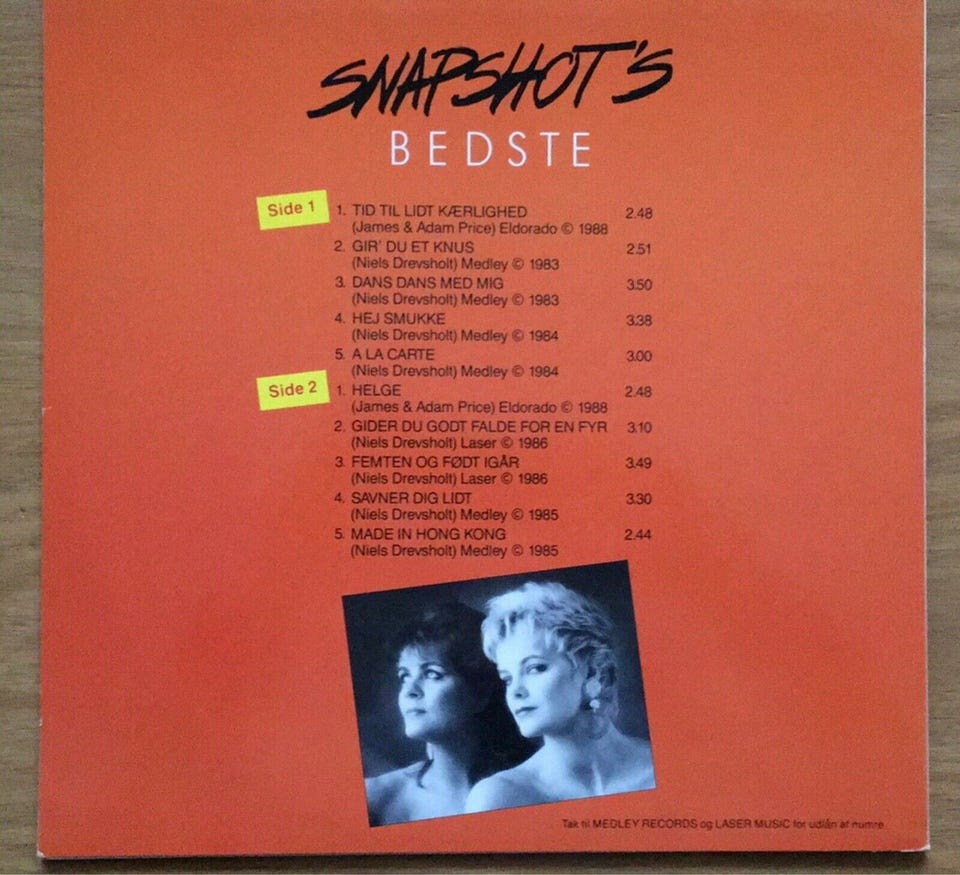 SNAPSHOT'S
BEDSTE
Side 1
1. TID TIL LIDT KÆRLIGHED 2.48
(James & Adam Price) Eldorado © 1988
2. GIR' DU ET KNUS 2.51
(Niels Drevsholt) Medley © 1983
3. DANS DANS MED MIG 3.50
(Niels Drevsholt) Medley © 1983
4. HEJ SMUKKE 3.38
(Niels Drevsholt) Medley © 1984
5. A LA CARTE 3.00
(Niels Drevsholt) Medley © 1984
Side 2
1. HELGE 2.48
(James & Adam Price) Eldorado © 1988
2. GIDER DU GODT FALDE FOR EN FYR 3.10
(Niels Drevsholt) Laser © 1986
3. FEMTEN OG FØDT IGÅR 3.49
(Niels Drevsholt) Laser © 1986
4. SAVNER DIG LIDT 3.30
(Niels Drevsholt) Medley © 1985
5. MADE IN HONG KONG 2.44
(Niels Drevsholt) Medley © 1985
Tak til MEDLEY RECORDS og LASER MUSIC for udlån af numre